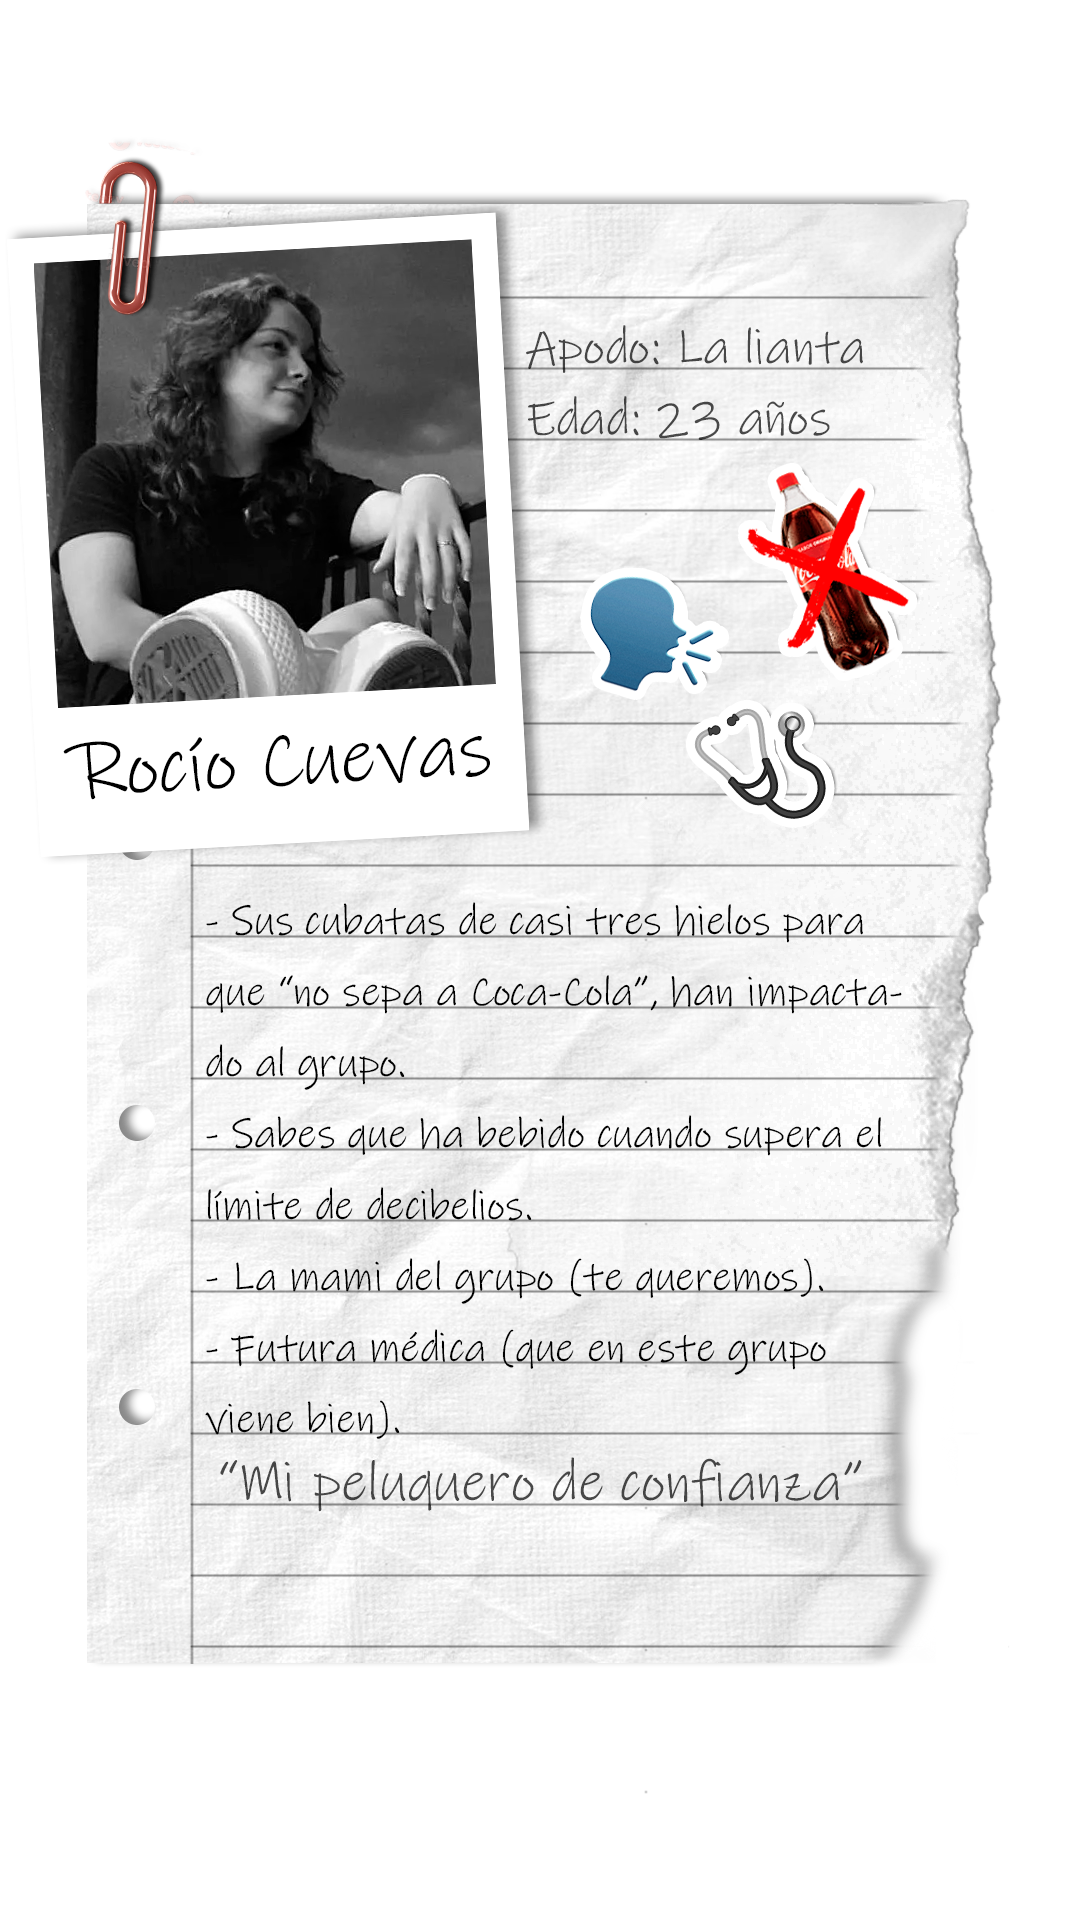 Apodo: La lianta
Edad: 23 años
Rocío Cuevas
- Sus cubatas de casi tres hielos para
que “no sepa a Coca-Cola”, han impacta-
do al grupo.
- Sabes que ha bebido cuando supera el
límite de decibelios.
- La mami del grupo (te queremos).
- Futura médica (que en este grupo
viene bien).
“Mi peluquero de confianza”